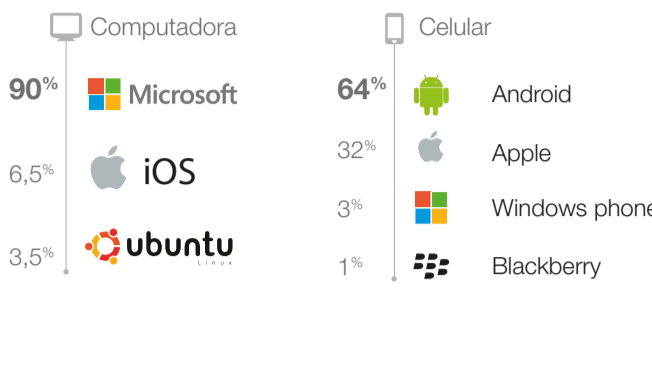 Computadora
90% Microsoft
6,5% iOS
3,5% ubuntu
Linux
Celular
64% Android
32% Apple
3% Windows phone
1% Blackberry